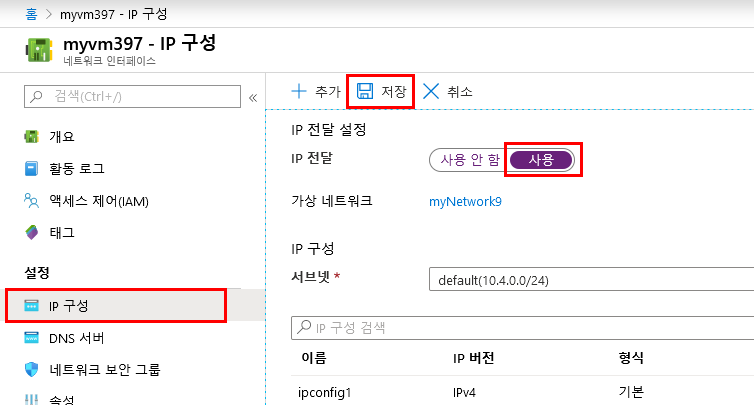 홈 > myvm397 - IP 구성
myvm397 - IP 구성
네트워크 인터페이스
검색(Ctrl+/)
«
개요
활동 로그
액세스 제어(IAM)
태그
설정
IP 구성
DNS 서버
네트워크 보안 그룹
속성
추가 저장 취소
IP 전달 설정
IP 전달 사용 안 함 사용
가상 네트워크 myNetwork9
IP 구성
서브넷 * default(10.4.0.0/24)
IP 구성 검색
이름 IP 버전 형식
ipconfig1 IPv4 기본